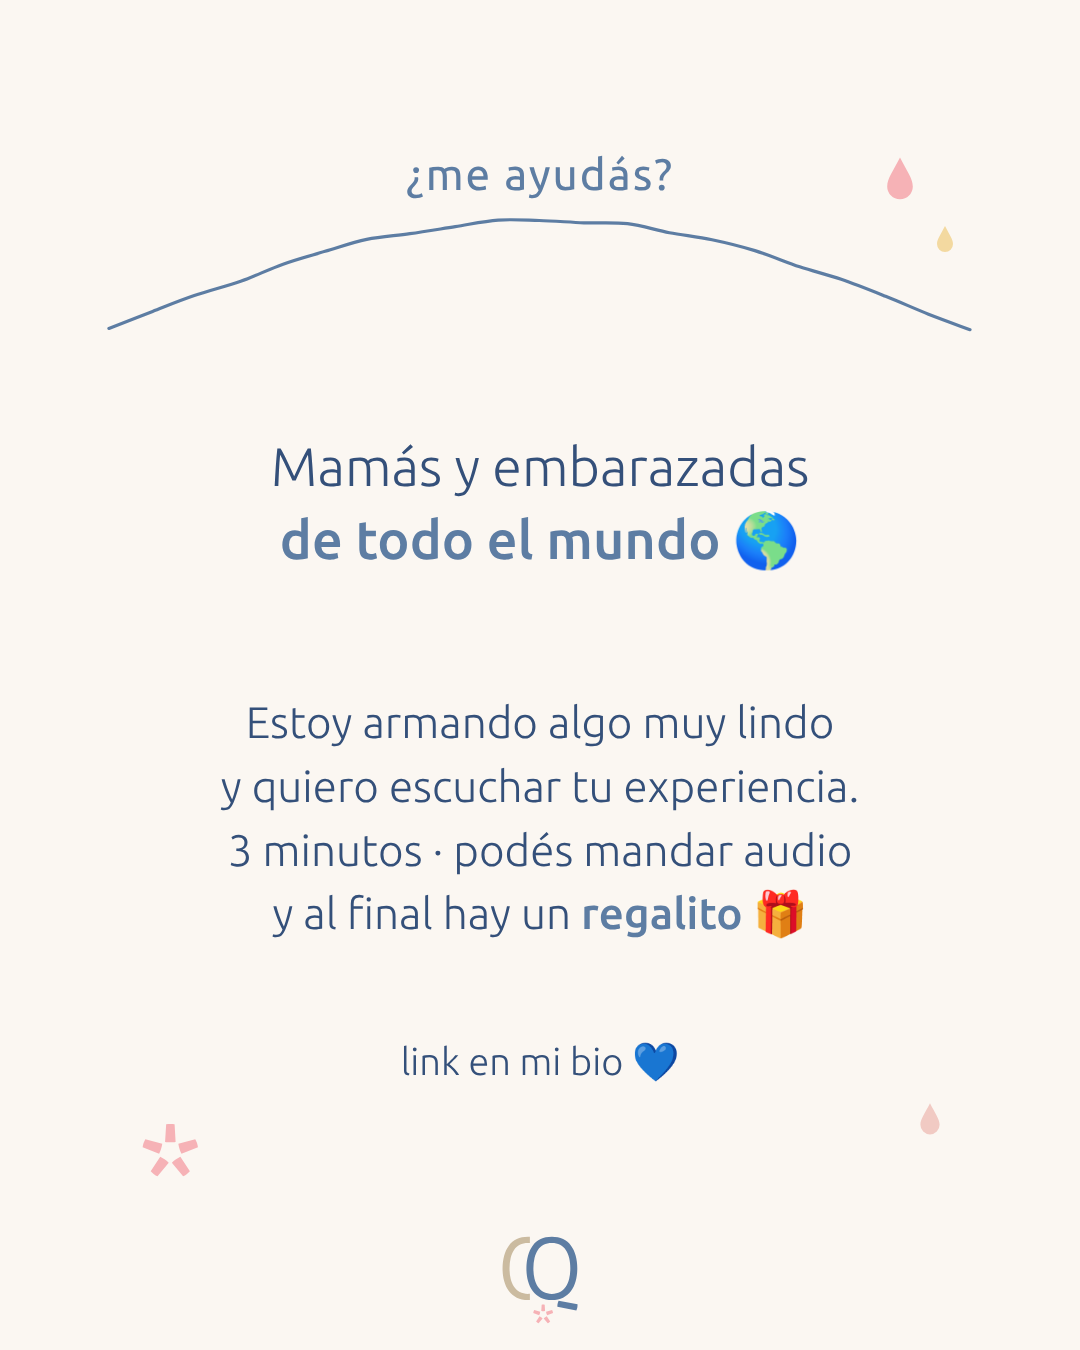 ¿me ayudás?
Mamás y embarazadas
de todo el mundo 🌎
Estoy armando algo muy lindo
y quiero escuchar tu experiencia.
3 minutos · podés mandar audio
y al final hay un regalito 🎁
link en mi bio 💙
CQ